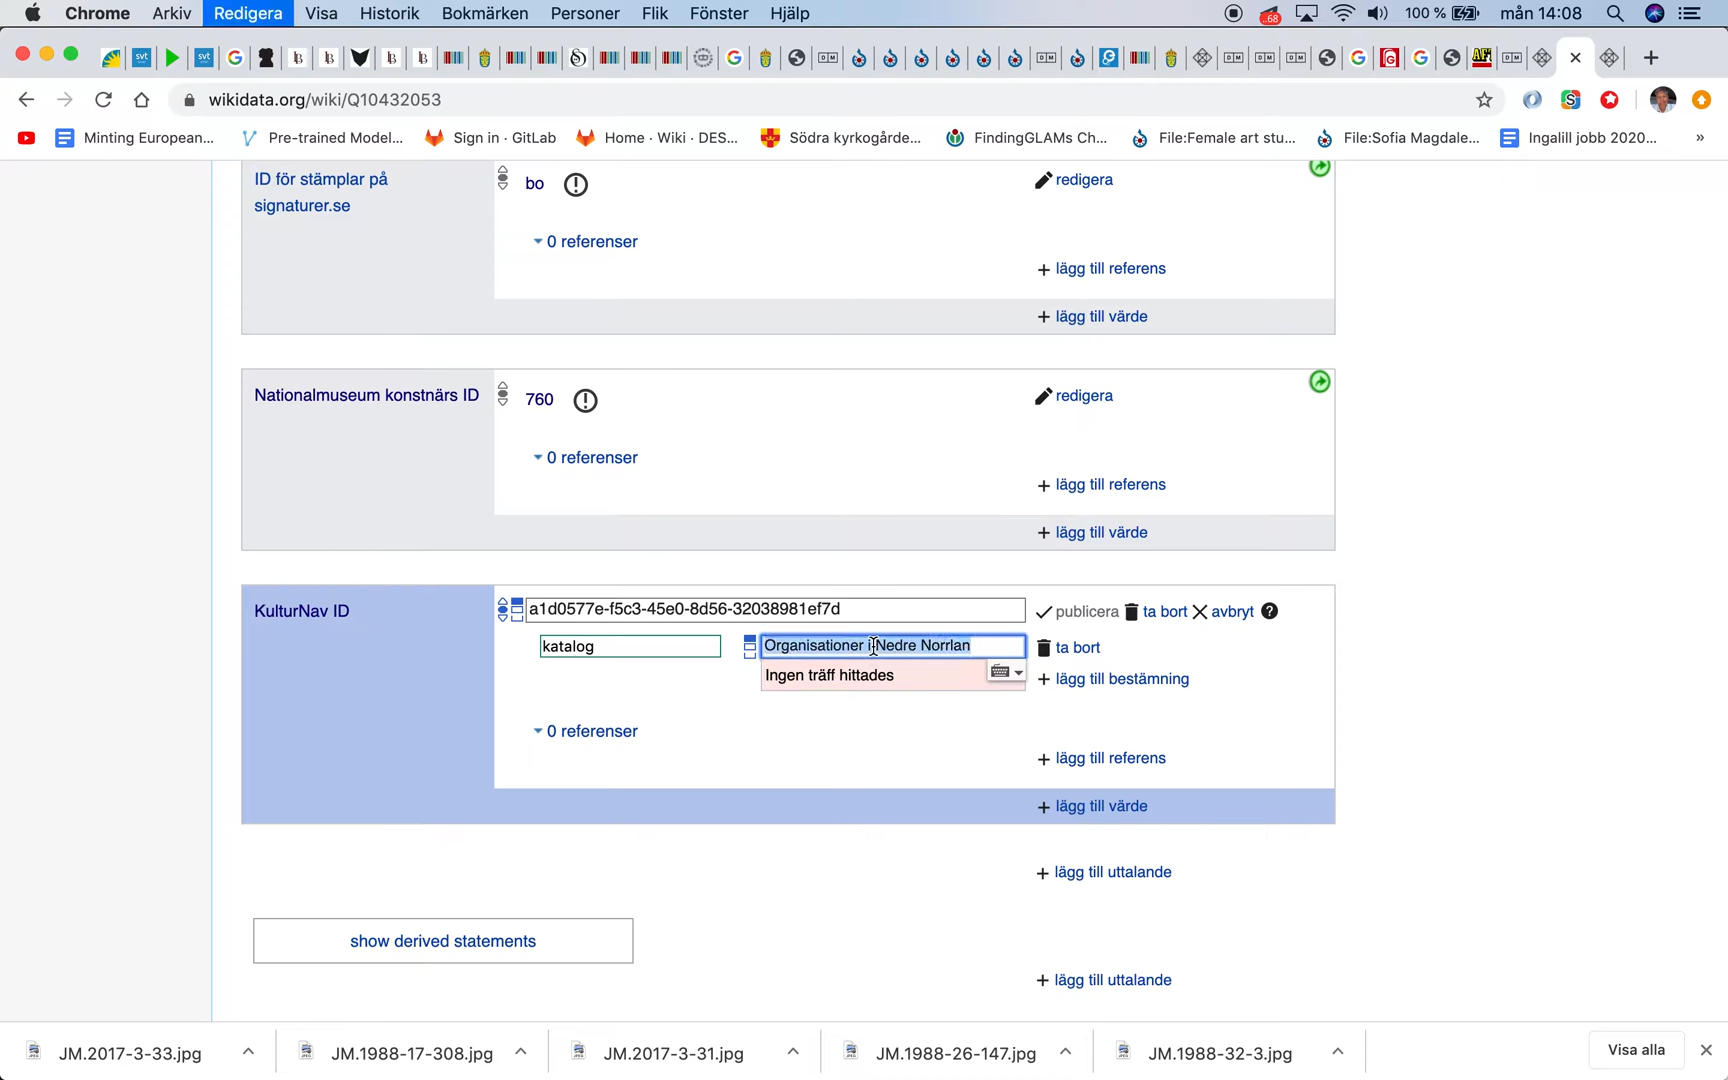 Chrome Arkiv Redigera Visa Historik Bokmärken Personer Flik Fönster Hjälp 68 100 % mån 14:08
wikidata.org/wiki/Q10432053
Minting European... Pre-trained Model... Sign in · GitLab Home · Wiki · DES... Södra kyrkogårde... FindingGLAMs Ch... File:Female art stu... File:Sofia Magdale... Ingalill jobb 2020... »
ID för stämplar på
signaturer.se
bo
redigera
0 referenser
+ lägg till referens
+ lägg till värde
Nationalmuseum konstnärs ID
760
redigera
0 referenser
+ lägg till referens
+ lägg till värde
KulturNav ID
a1d0577e-f5c3-45e0-8d56-32038981ef7d
publicera ta bort avbryt ?
katalog
Organisationer i Nedre Norrlan
ta bort
Ingen träff hittades
+ lägg till bestämning
0 referenser
+ lägg till referens
+ lägg till värde
+ lägg till uttalande
show derived statements
+ lägg till uttalande
JM.2017-3-33.jpg JM.1988-17-308.jpg JM.2017-3-31.jpg JM.1988-26-147.jpg JM.1988-32-3.jpg Visa alla